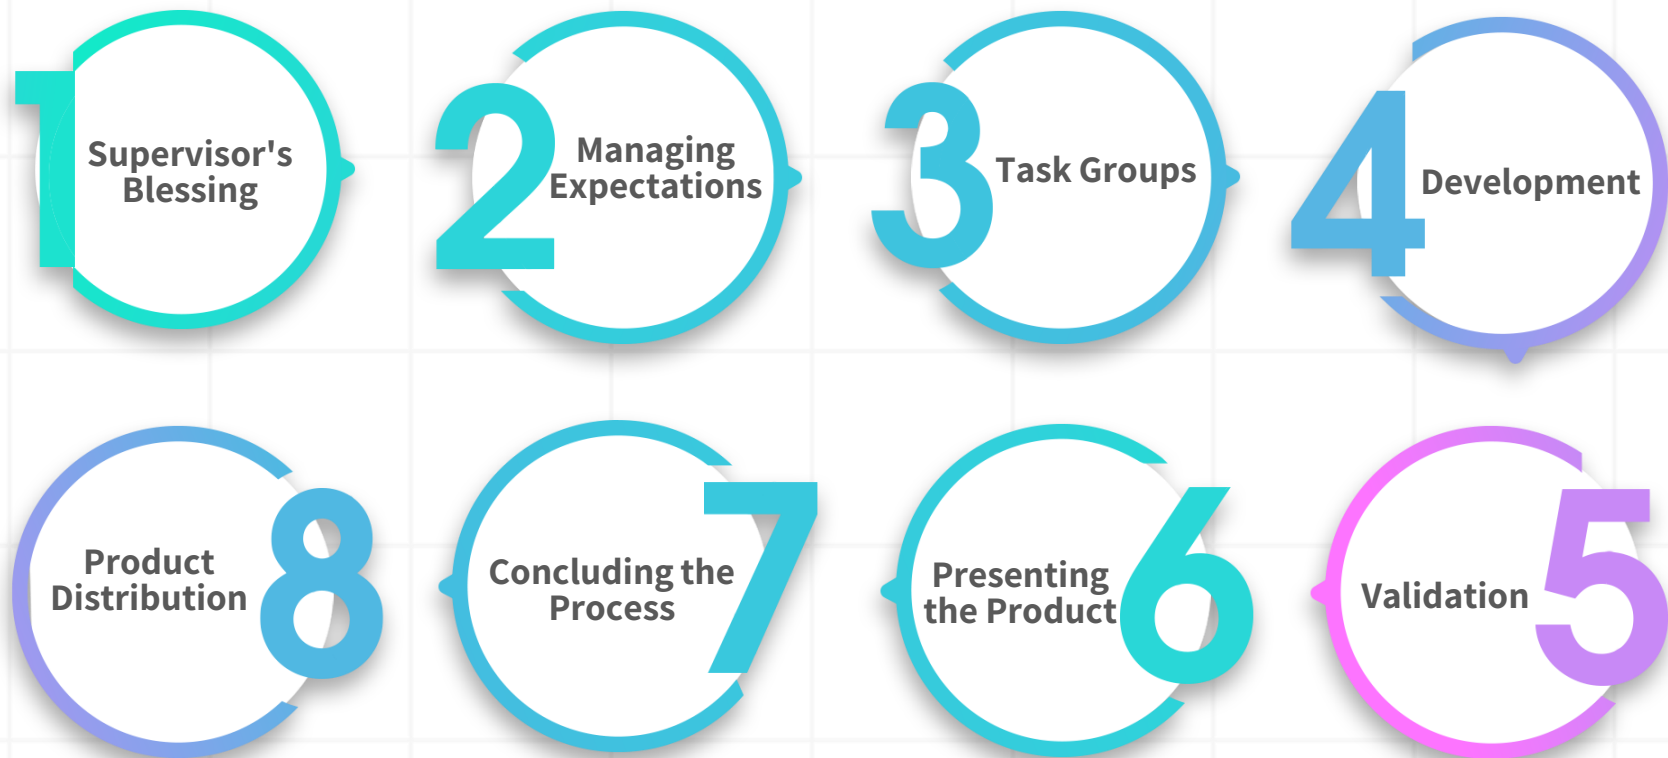 1
Supervisor's
Blessing
2
Managing
Expectations
3
Task Groups
4
Development
5
Validation
6
Presenting
the Product
7
Concluding the
Process
8
Product
Distribution